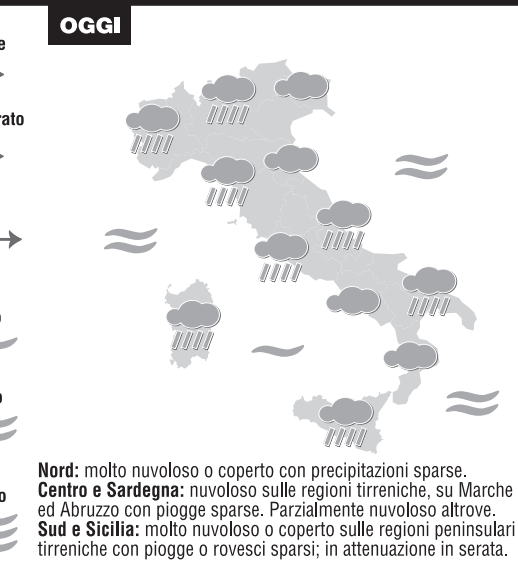 OGGI
Nord: molto nuvoloso o coperto con precipitazioni sparse.
Centro e Sardegna: nuvoloso sulle regioni tirreniche, su Marche
ed Abruzzo con piogge sparse. Parzialmente nuvoloso altrove.
Sud e Sicilia: molto nuvoloso o coperto sulle regioni peninsulari
tirreniche con piogge o rovesci sparsi; in attenuazione in serata.